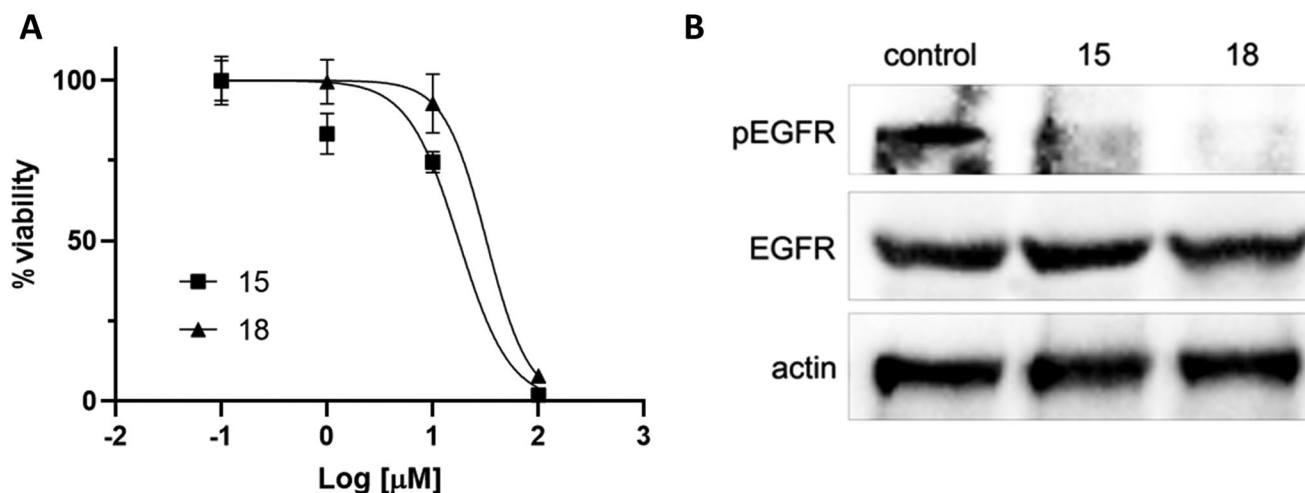 A
% viability
100
50
0
15
18
-2 -1 0 1 2 3
Log [μM]
B
control 15 18
pEGFR
EGFR
actin